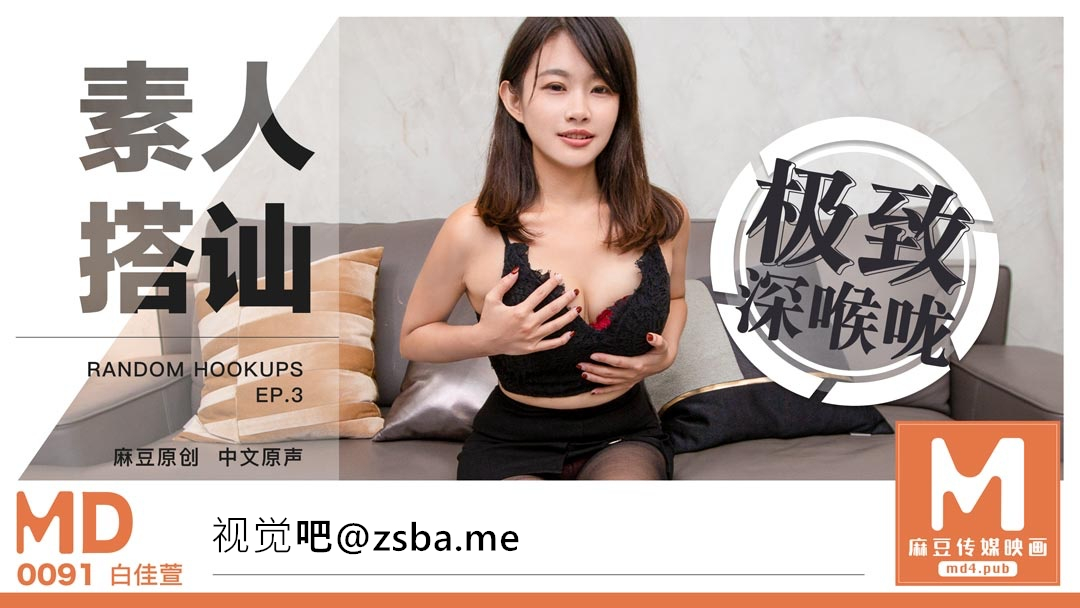 素人
搭讪
RANDOM HOOKUPS
EP.3
麻豆原创 中文原声
极致
深喉咙
MD
0091 白佳萱
视觉吧@zsba.me
M
麻豆传媒映画
md4.pub